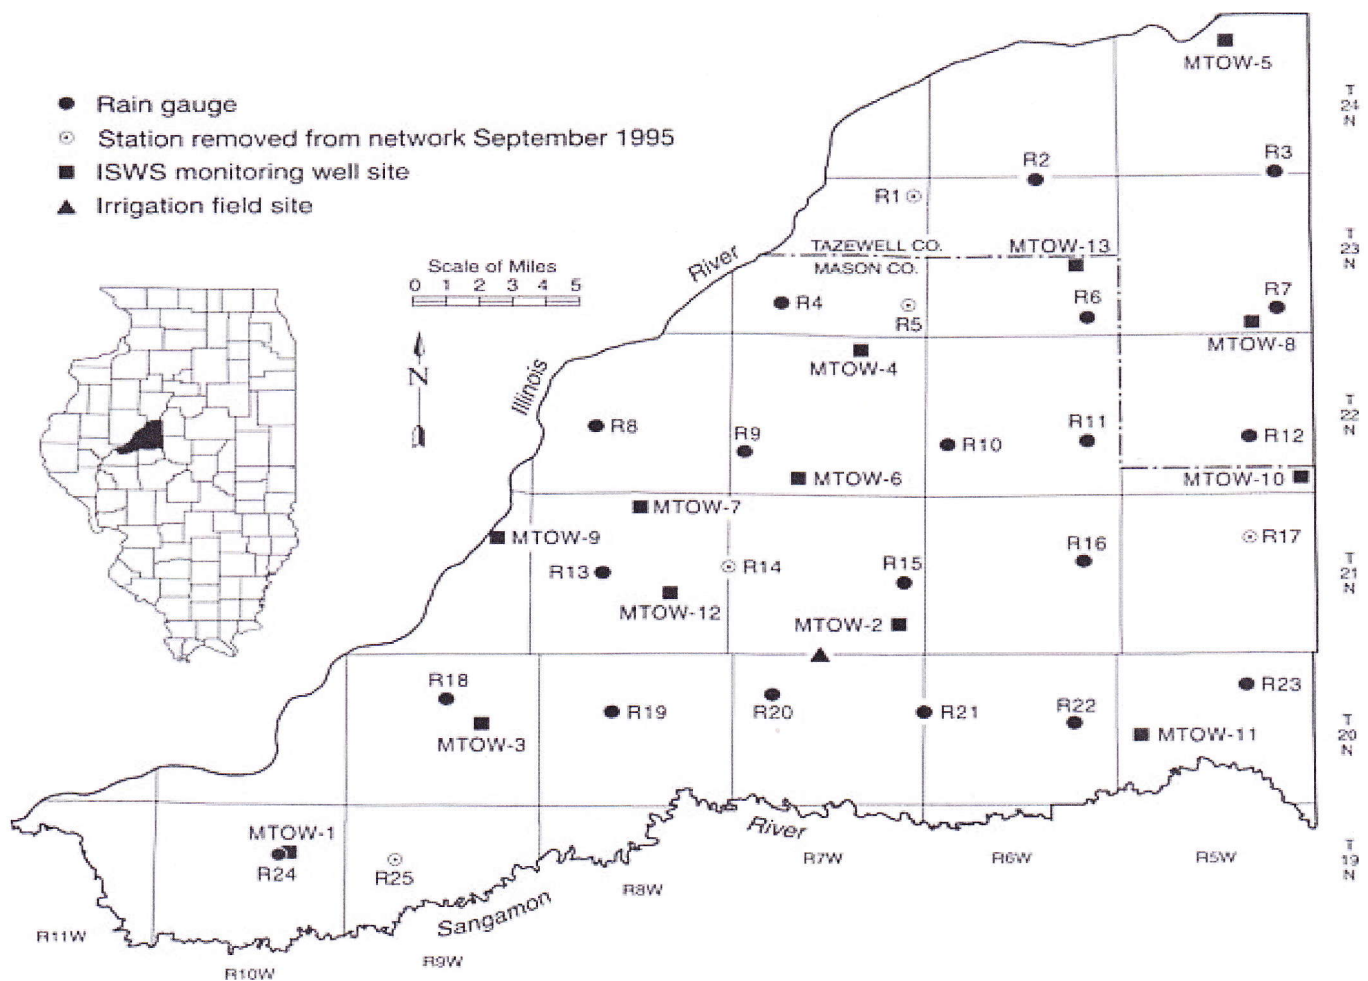 MTOW-5
Rain gauge
Station removed from network September 1995
ISWS monitoring well site
Irrigation field site
T
24
N
R2
R3
R1
T
23
N
TAZEWELL CO.
MASON CO.
MTOW-13
River
Scale of Miles
0 1 2 3 4 5
R4
R5
R6
R7
MTOW-8
N
MTOW-4
Illinois
T
22
N
R8
R9
R10
R11
R12
MTOW-6
MTOW-10
MTOW-7
MTOW-9
R13
R14
R15
R16
R17
T
21
N
MTOW-12
MTOW-2
R18
R19
R20
R21
R22
R23
MTOW-3
MTOW-11
T
20
N
MTOW-1
R24
R25
River
Sangamon
T
19
N
R7W
R6W
R5W
R8W
R11W
R10W
R9W